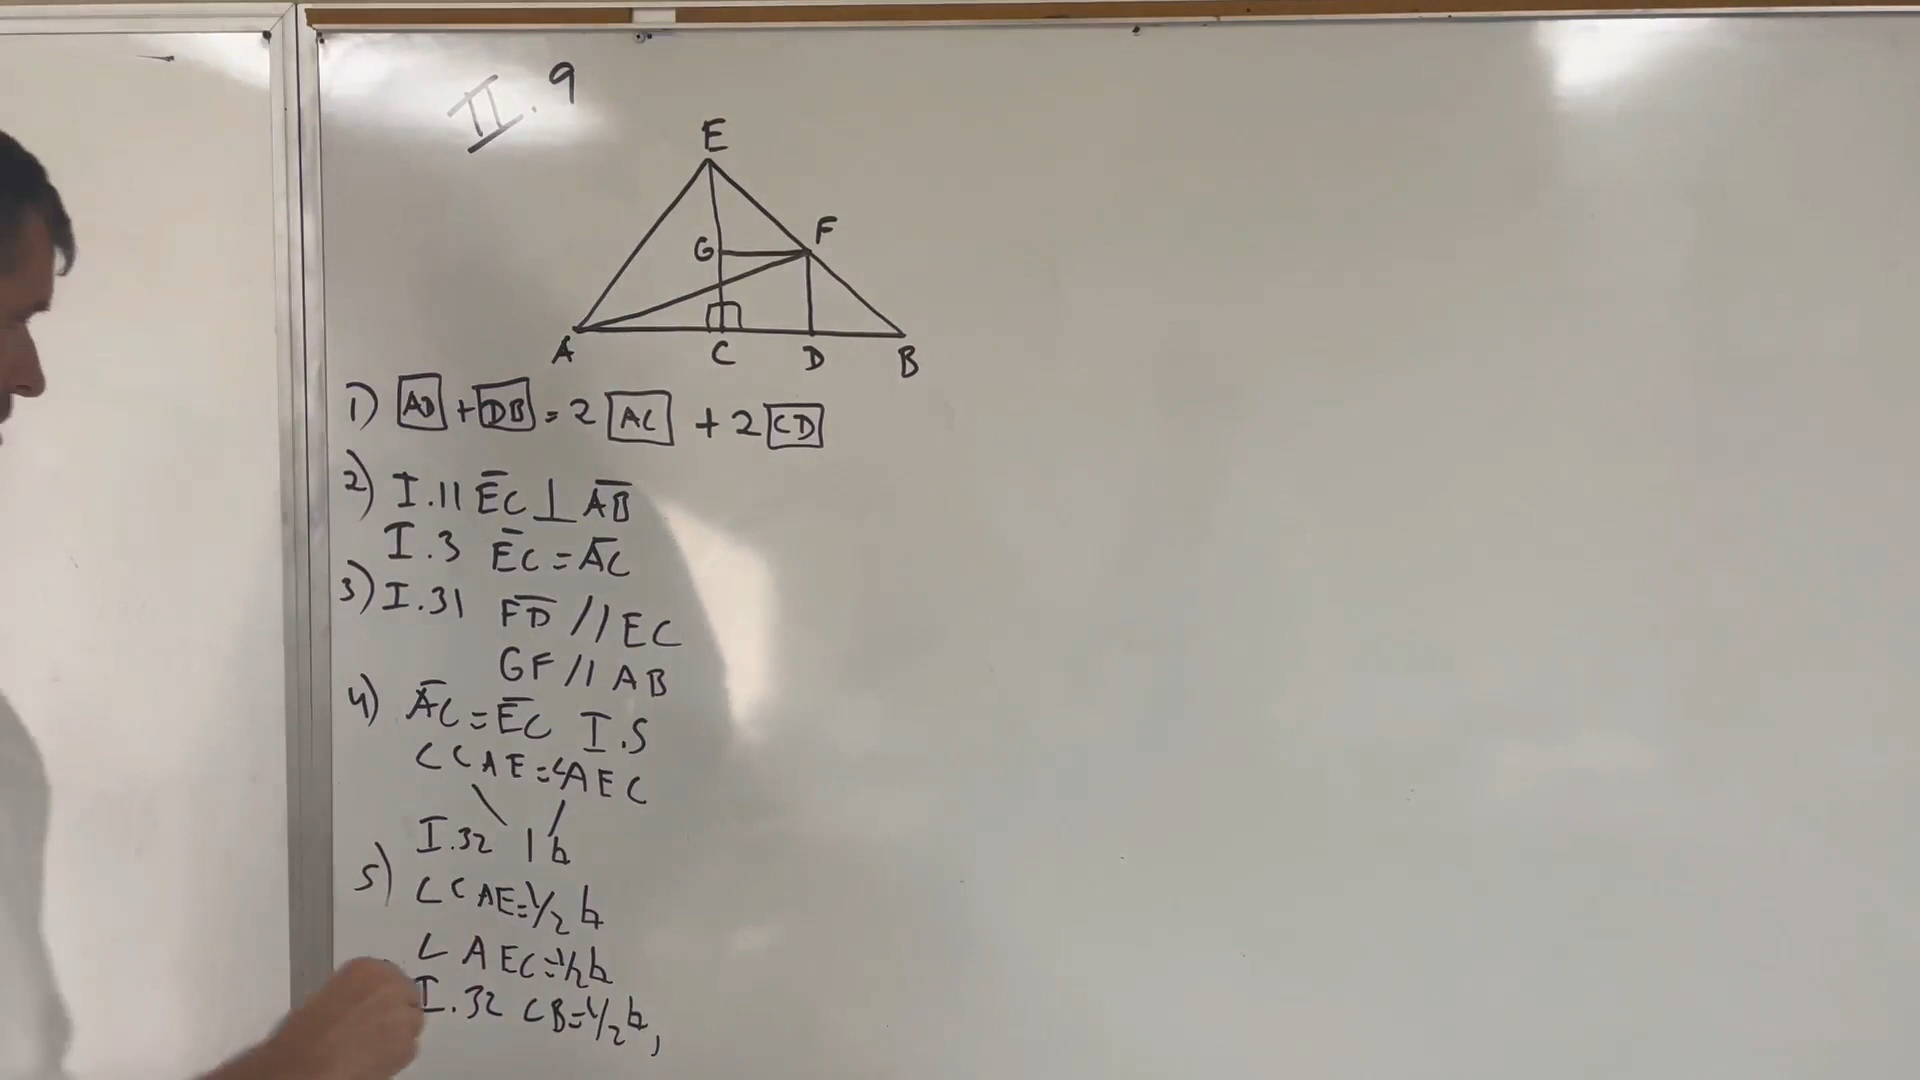 II.9
E
F
G
A
C
D
B
1) AD + DB = 2 AC + 2 CD
2) I.11 EC ⊥ AB
I.3 EC = AC
3) I.31 FD // EC
GF // AB
4) AC = EC I.5
∠CAE = ∠AEC
I.32 1 b
5) ∠CAE = 1/2 b
∠AEC = 1/2 b
I.32 ∠B = 1/2 b,